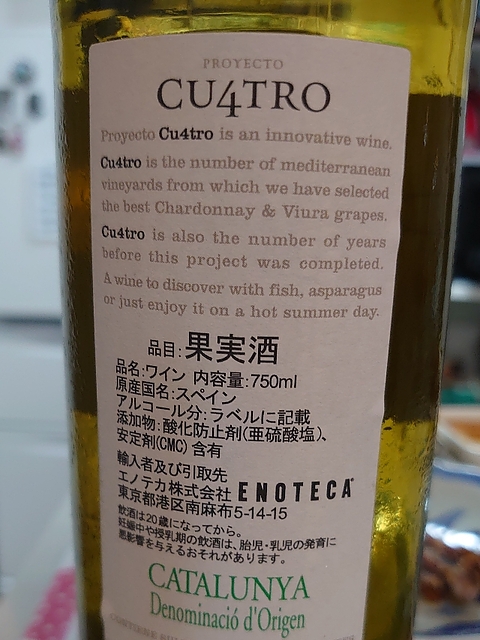 PROYECTO
CU4TRO
Proyecto Cu4tro is an innovative wine.
Cu4tro is the number of mediterranean
vineyards from which we have selected
the best Chardonnay & Viura grapes.
Cu4tro is also the number of years
before this project was completed.
A wine to discover with fish, asparagus
or just enjoy it on a hot summer day.
品目:果実酒
品名:ワイン 内容量:750ml
原産国名:スペイン
アルコール分:ラベルに記載
添加物:酸化防止剤(亜硫酸塩)、
安定剤(CMC) 含有
輸入者及び引取先
エノテカ株式会社 ENOTECA
東京都港区南麻布5-14-15
飲酒は20歳になってから。
妊娠中や授乳期の飲酒は、胎児・乳児の発育に
悪影響を与えるおそれがあります。
CATALUNYA
Denominació d'Origen